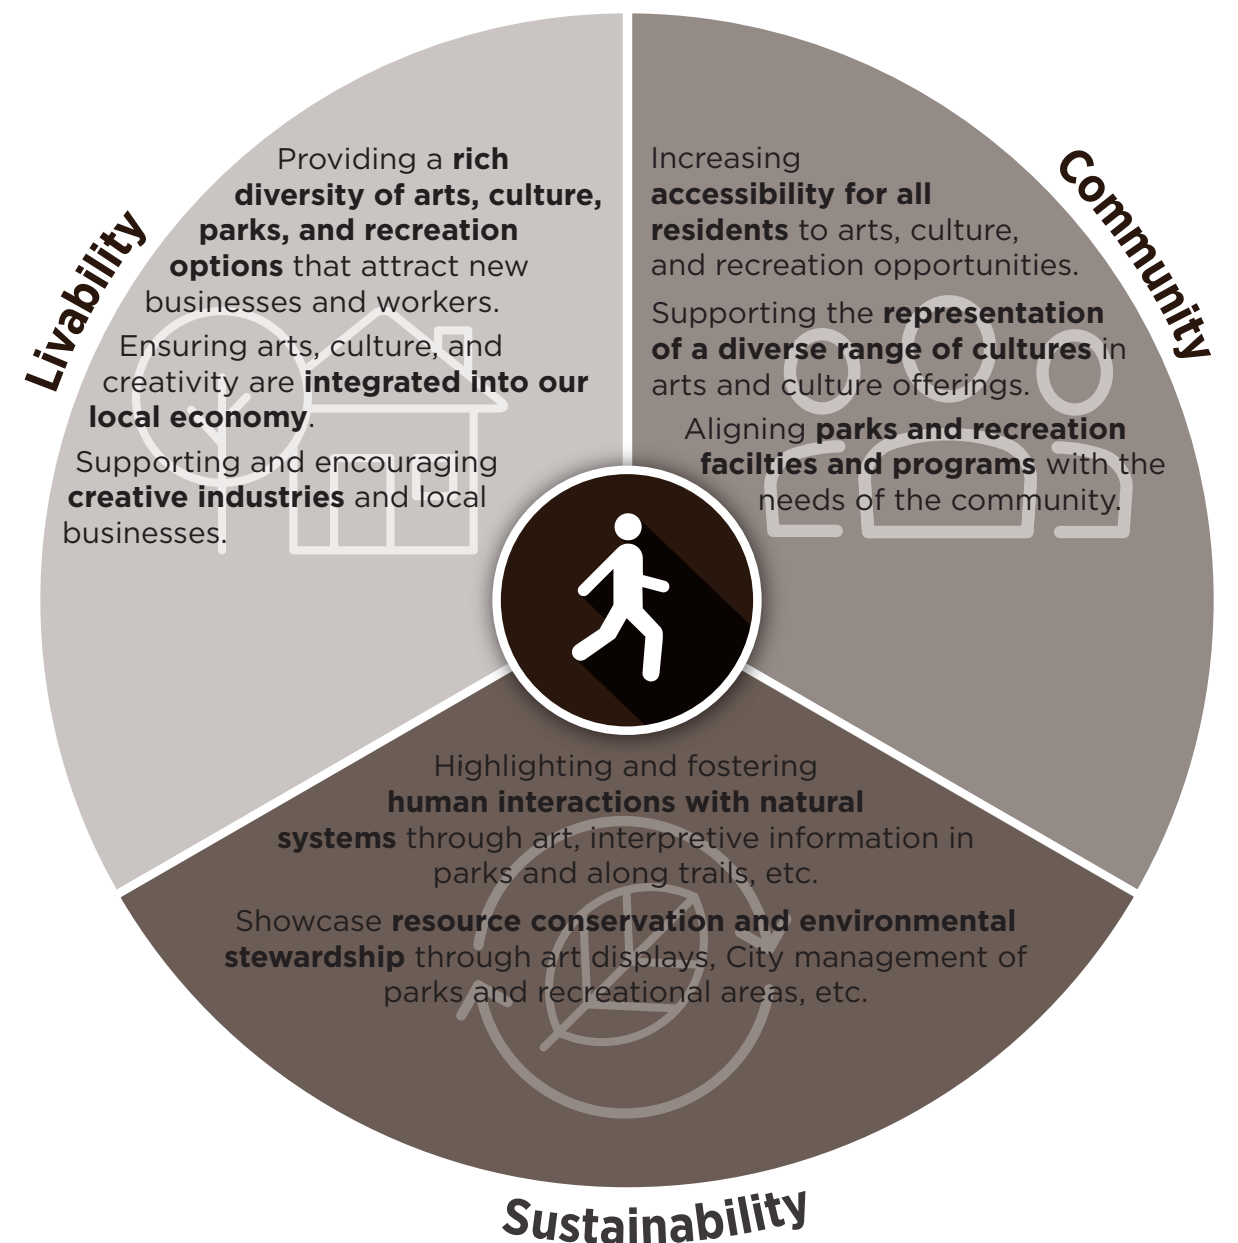 Livability
Providing a rich
diversity of arts, culture,
parks, and recreation
options that attract new
businesses and workers.
Ensuring arts, culture, and
creativity are integrated into our
local economy.
Supporting and encouraging
creative industries and local
businesses.
Community
Increasing
accessibility for all
residents to arts, culture,
and recreation opportunities.
Supporting the representation
of a diverse range of cultures in
arts and culture offerings.
Aligning parks and recreation
facilties and programs with the
needs of the community.
Highlighting and fostering
human interactions with natural
systems through art, interpretive information in
parks and along trails, etc.
Showcase resource conservation and environmental
stewardship through art displays, City management of
parks and recreational areas, etc.
Sustainability